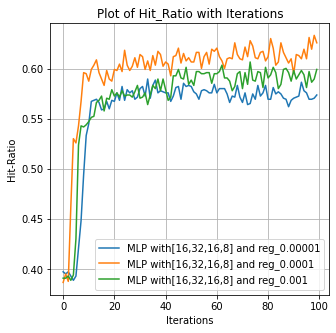 Plot of Hit_Ratio with Iterations
Hit-Ratio
0.60
0.55
0.50
0.45
0.40
MLP with[16,32,16,8] and reg_0.00001
MLP with[16,32,16,8] and reg_0.0001
MLP with[16,32,16,8] and reg_0.001
0 20 40 60 80 100
Iterations